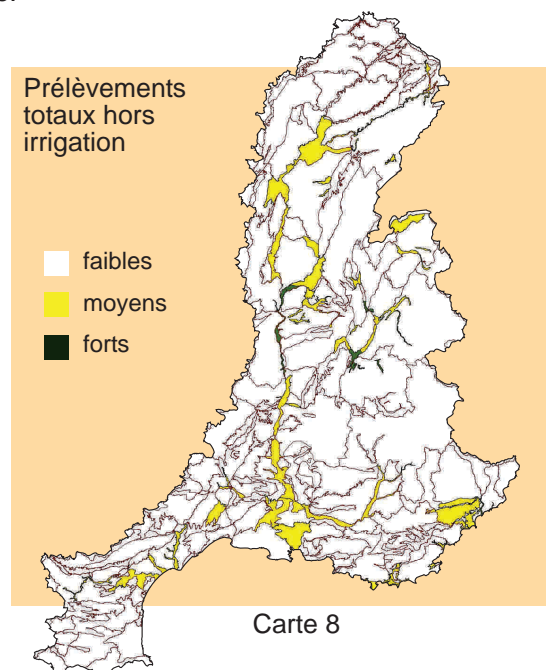 Prélèvements
totaux hors
irrigation
faibles
moyens
forts
Carte 8